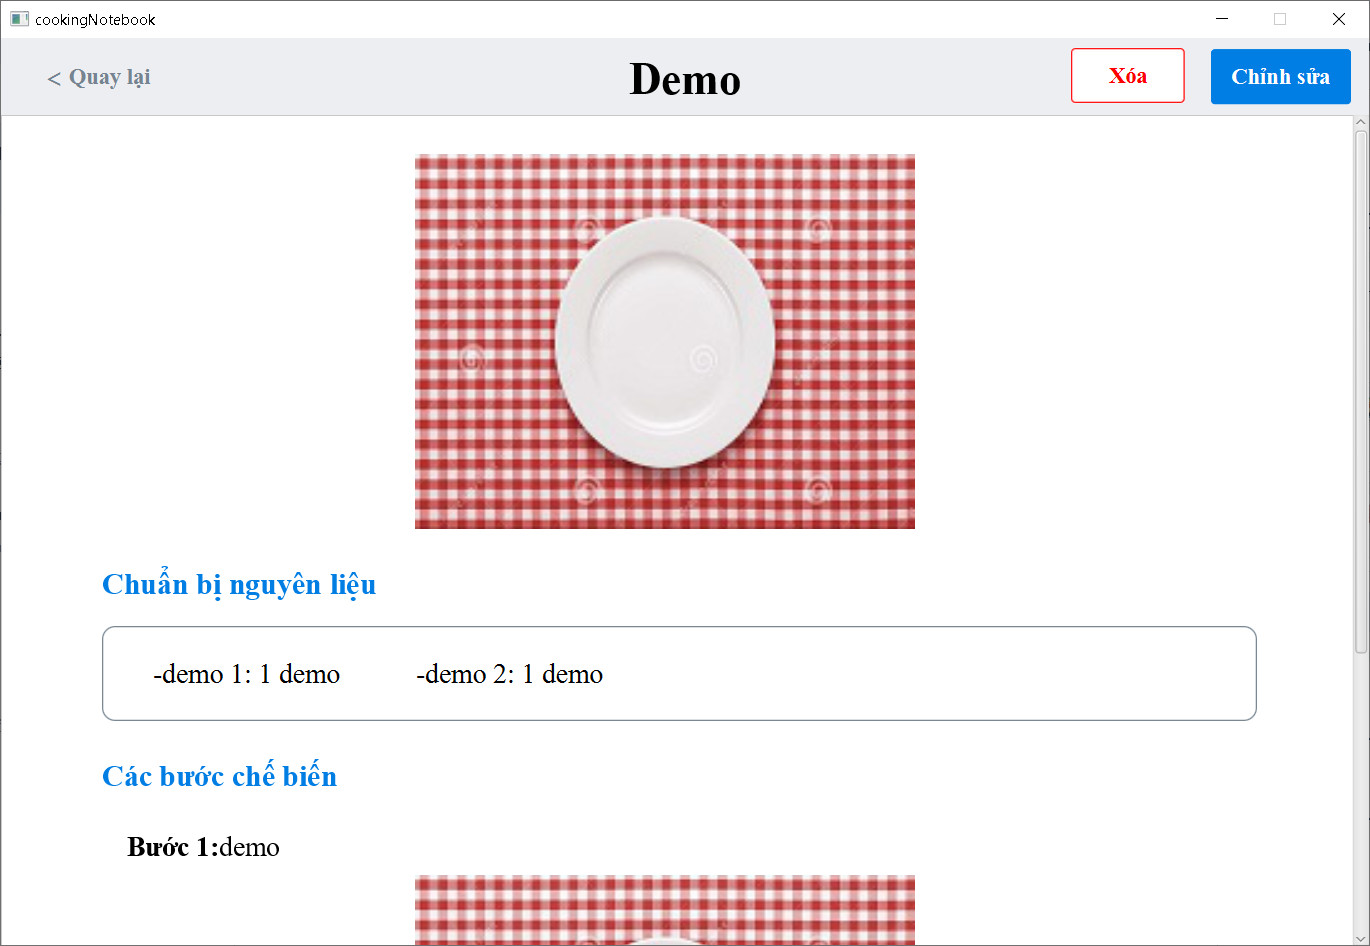 cookingNotebook
< Quay lại
Demo
Xóa
Chỉnh sửa
Chuẩn bị nguyên liệu
-demo 1: 1 demo
-demo 2: 1 demo
Các bước chế biến
Bước 1:demo